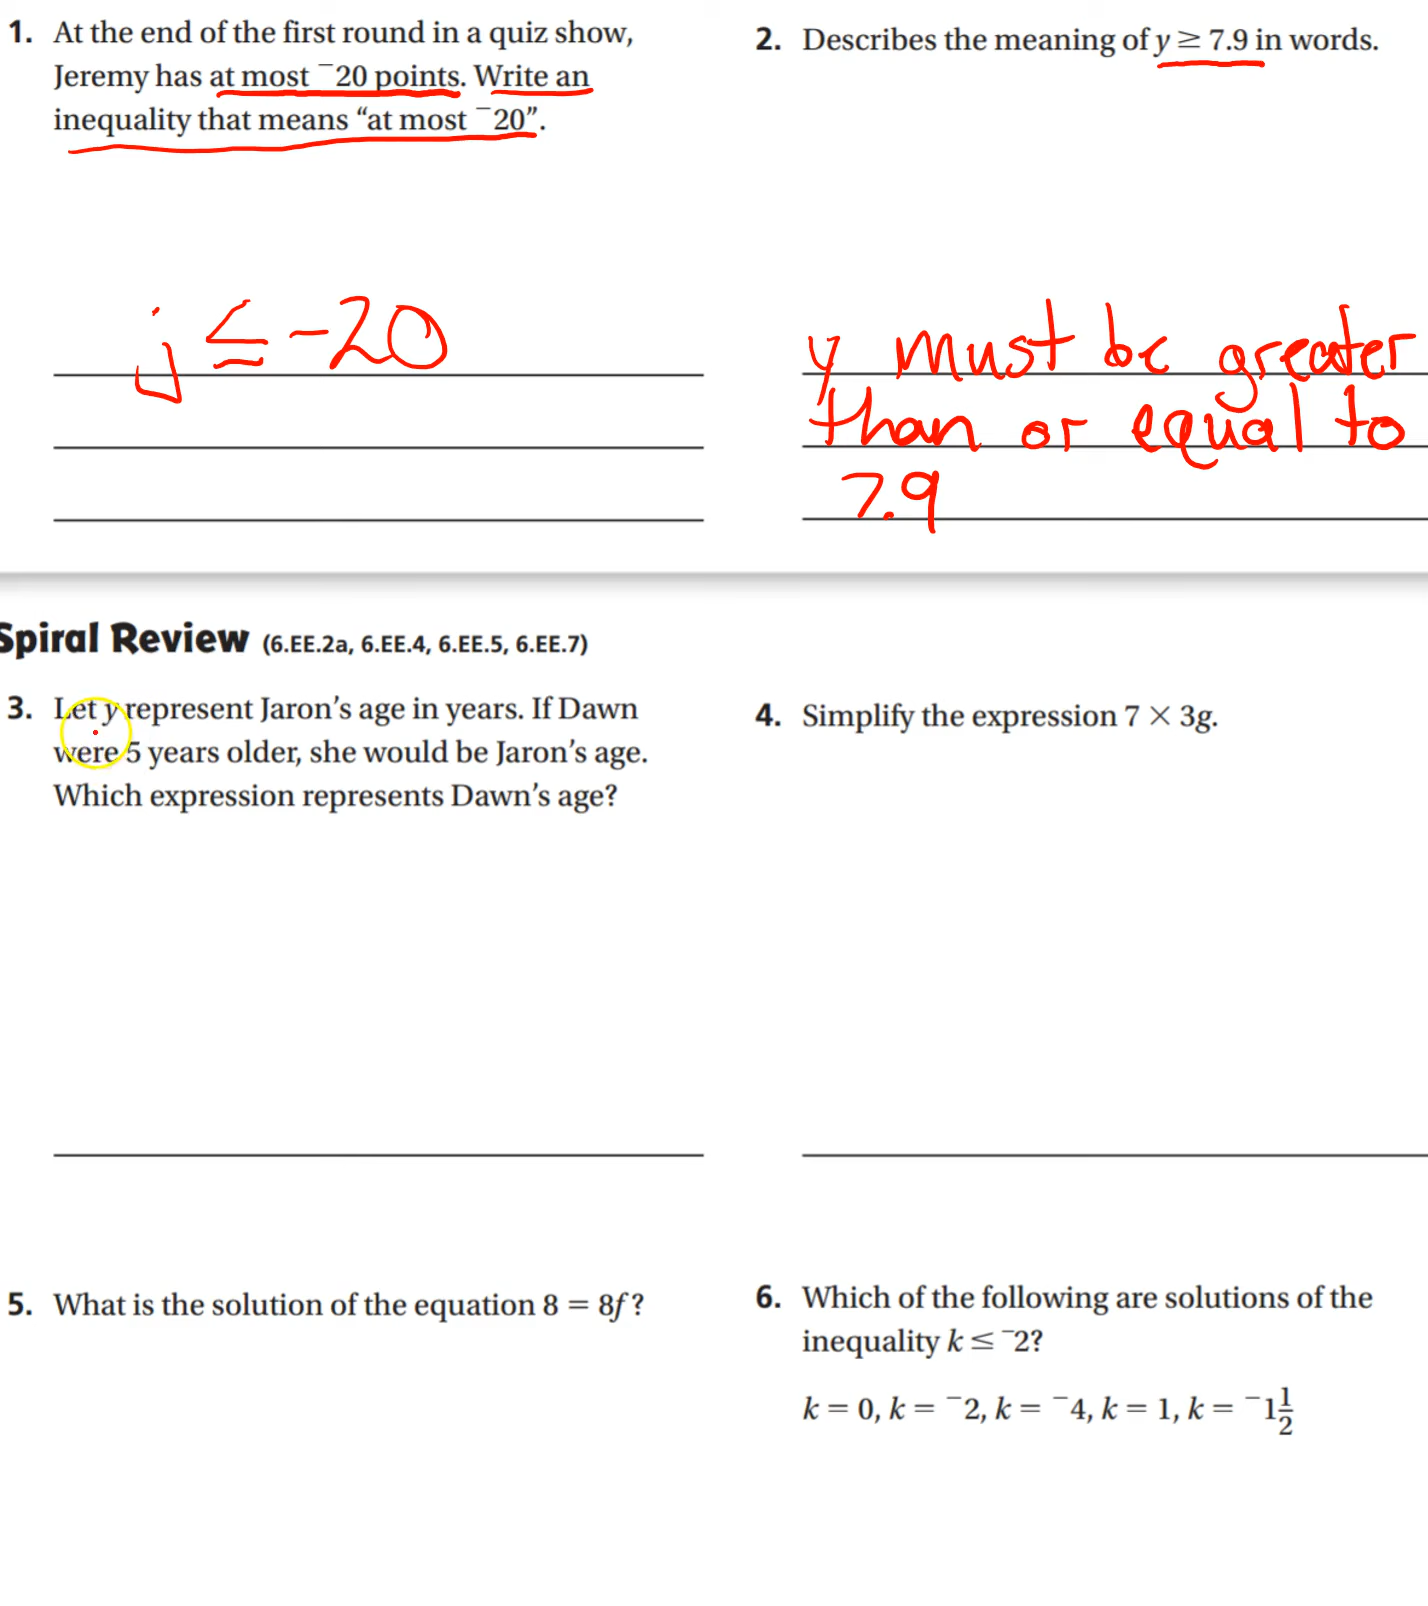 1. At the end of the first round in a quiz show,
Jeremy has at most ⁻20 points. Write an
inequality that means “at most ⁻20”.
j ≤ -20
2. Describes the meaning of y ≥ 7.9 in words.
y must be greater
than or equal to
7.9
Spiral Review (6.EE.2a, 6.EE.4, 6.EE.5, 6.EE.7)
3. Let y represent Jaron’s age in years. If Dawn
were 5 years older, she would be Jaron’s age.
Which expression represents Dawn’s age?
4. Simplify the expression 7 × 3g.
5. What is the solution of the equation 8 = 8f?
6. Which of the following are solutions of the
inequality k ≤ ⁻2?
k = 0, k = ⁻2, k = ⁻4, k = 1, k = ⁻1 1/2